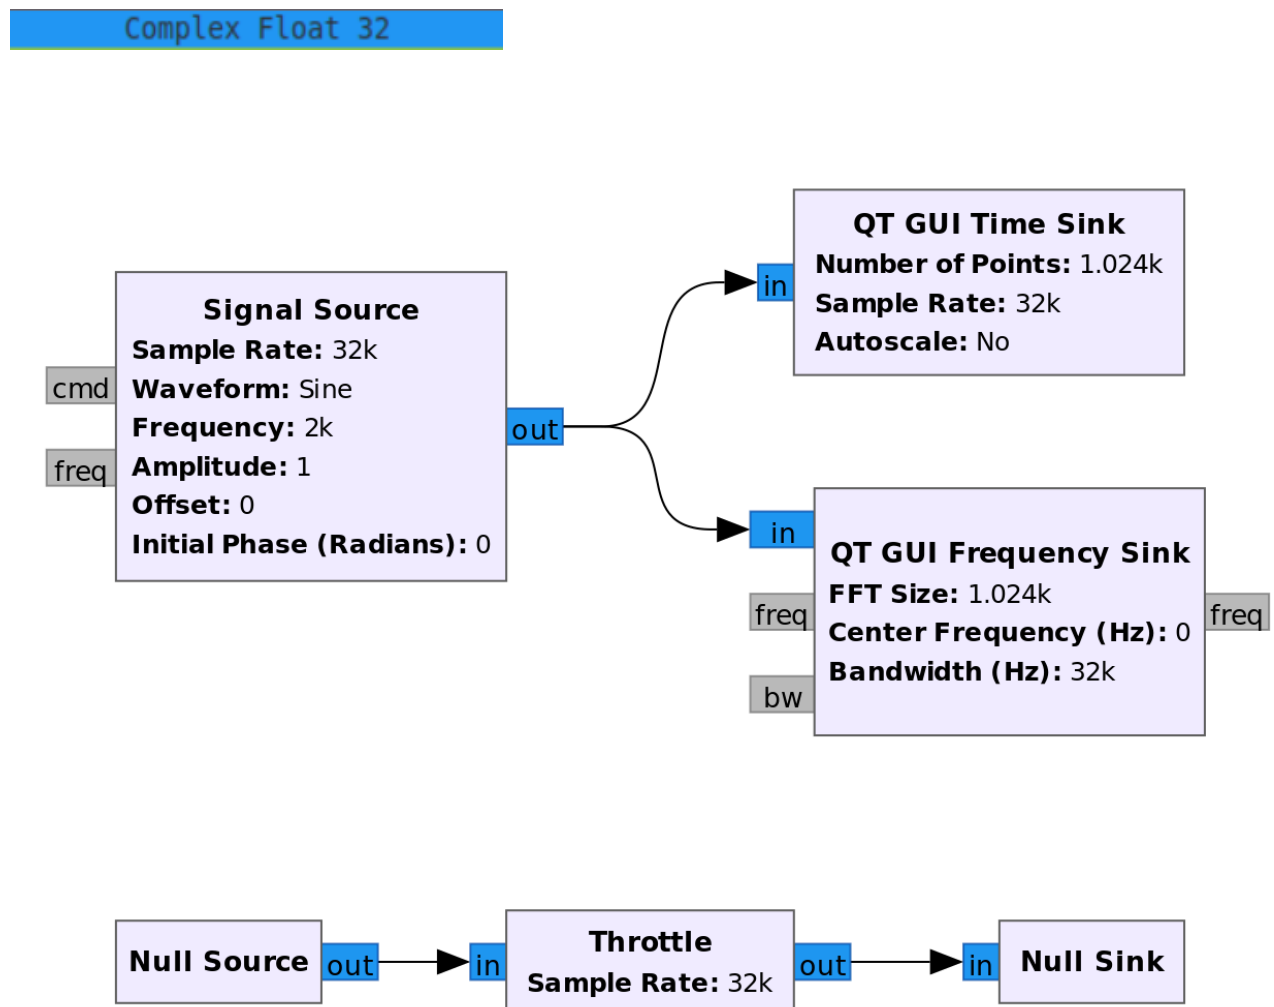 Complex Float 32
QT GUI Time Sink
Number of Points: 1.024k
Sample Rate: 32k
Autoscale: No
in
Signal Source
Sample Rate: 32k
Waveform: Sine
Frequency: 2k
Amplitude: 1
Offset: 0
Initial Phase (Radians): 0
cmd
freq
out
in
freq
bw
QT GUI Frequency Sink
FFT Size: 1.024k
Center Frequency (Hz): 0
Bandwidth (Hz): 32k
freq
Null Source
out
in
Throttle
Sample Rate: 32k
out
in
Null Sink